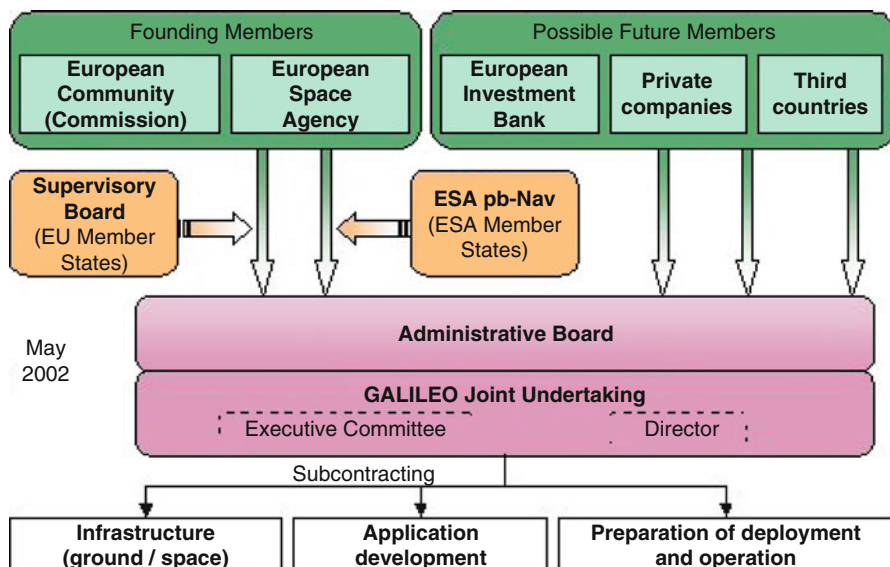 Founding Members
European
Community
(Commission)
European
Space
Agency
Possible Future Members
European
Investment
Bank
Private
companies
Third
countries
Supervisory
Board
(EU Member
States)
ESA pb-Nav
(ESA Member
States)
May
2002
Administrative Board
GALILEO Joint Undertaking
Executive Committee
Director
Subcontracting
Infrastructure
(ground / space)
Application
development
Preparation of deployment
and operation